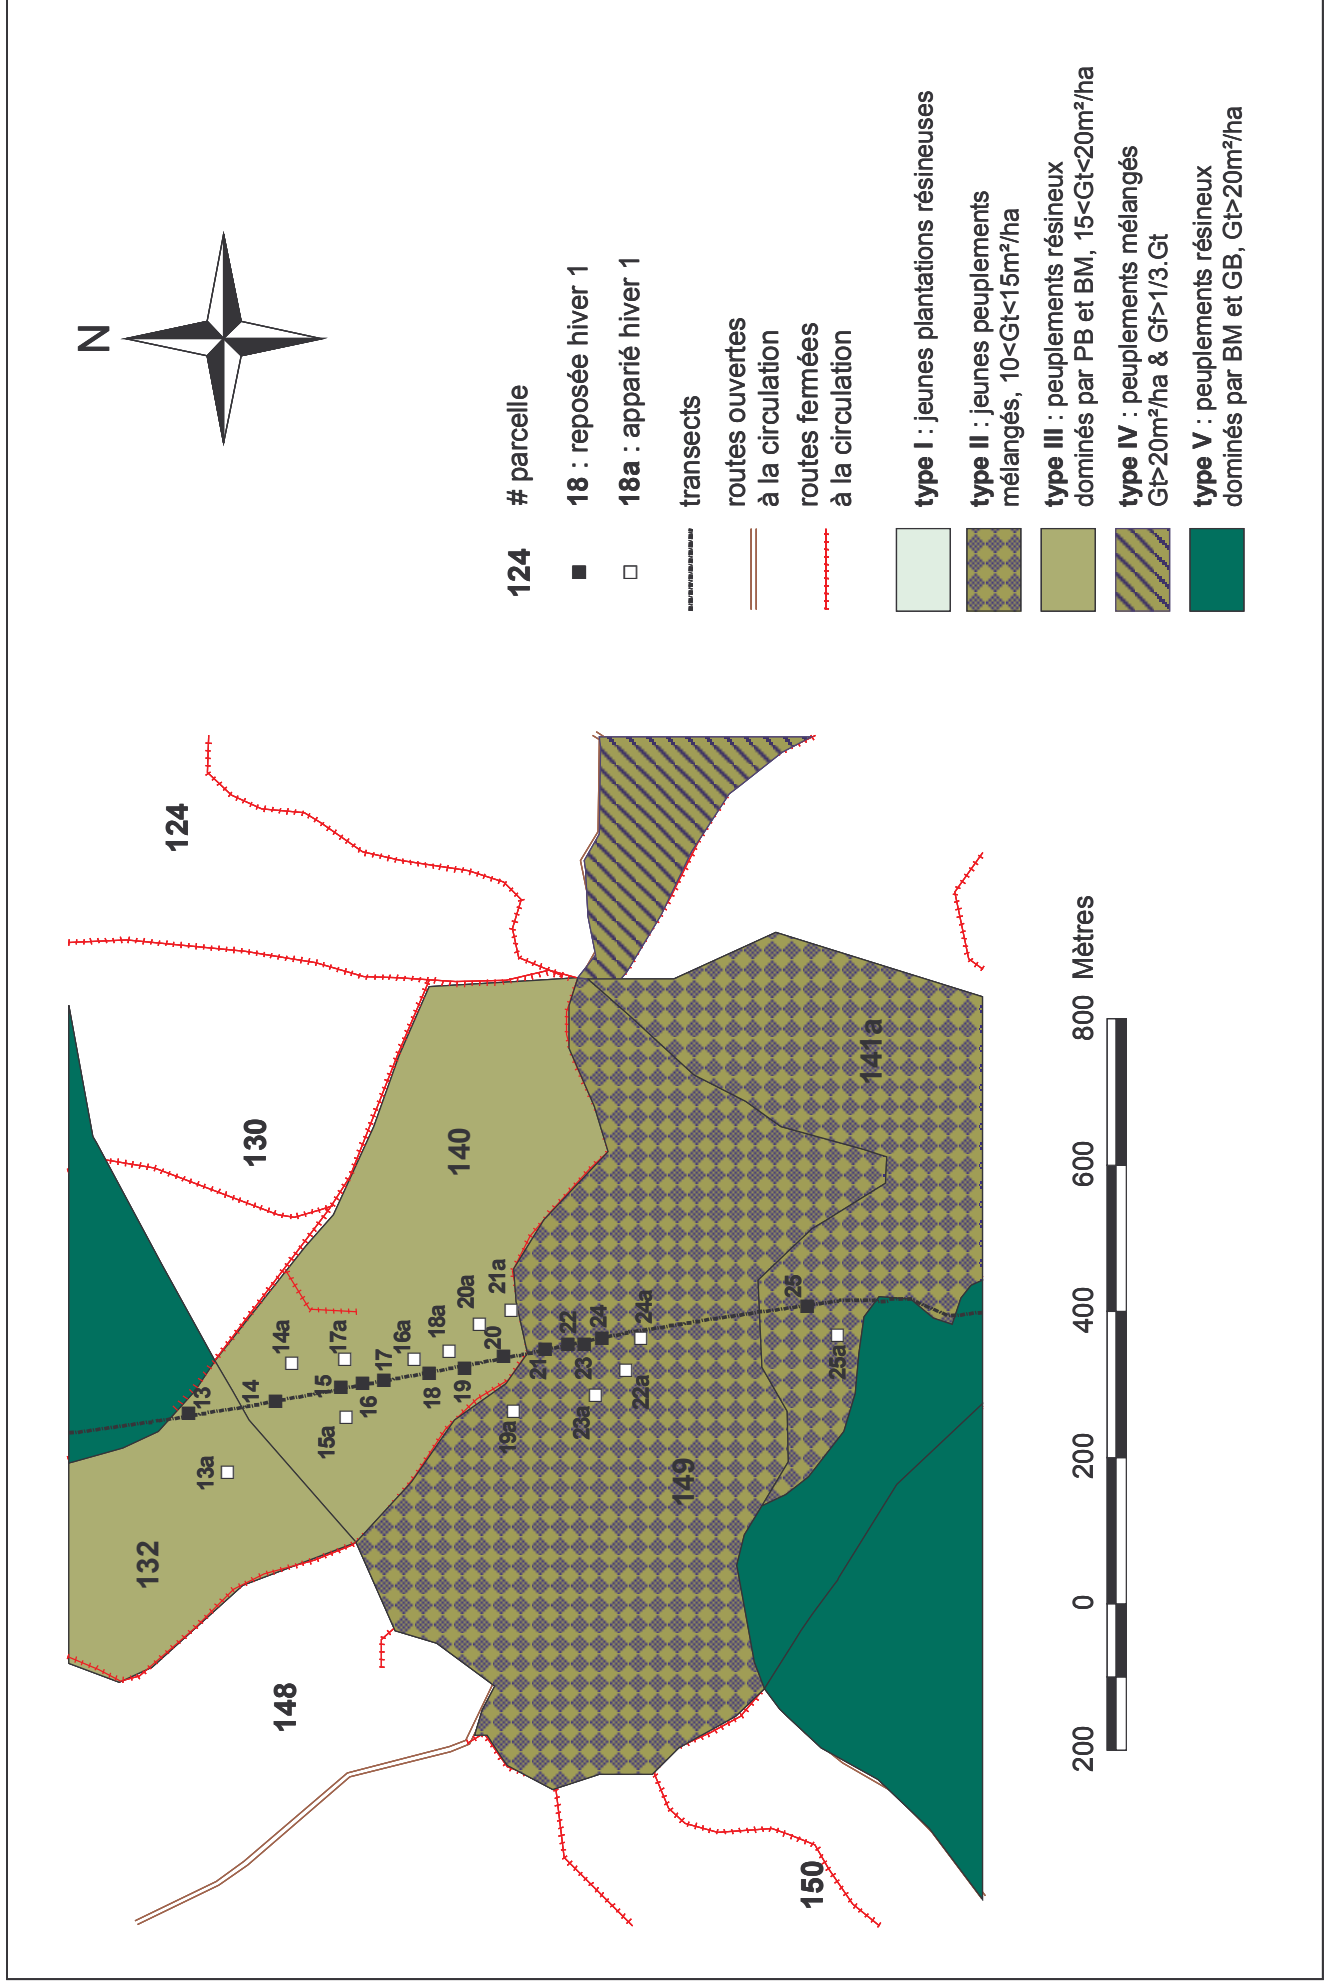 N
124 # parcelle
18 : reposée hiver 1
18a : apparié hiver 1
transects
routes ouvertes
à la circulation
routes fermées
à la circulation
type I : jeunes plantations résineuses
type II : jeunes peuplements
mélangés, 10<Gt<15m²/ha
type III : peuplements résineux
dominés par PB et BM, 15<Gt<20m²/ha
type IV : peuplements mélangés
Gt>20m²/ha & Gf>1/3.Gt
type V : peuplements résineux
dominés par BM et GB, Gt>20m²/ha
124
130
132
140
148
149
141a
150
13
13a
14
14a
15
15a
16
16a
17
17a
18
18a
19
19a
20
20a
21
21a
22
22a
23
23a
24
24a
25
25a
200 0 200 400 600 800 Mètres